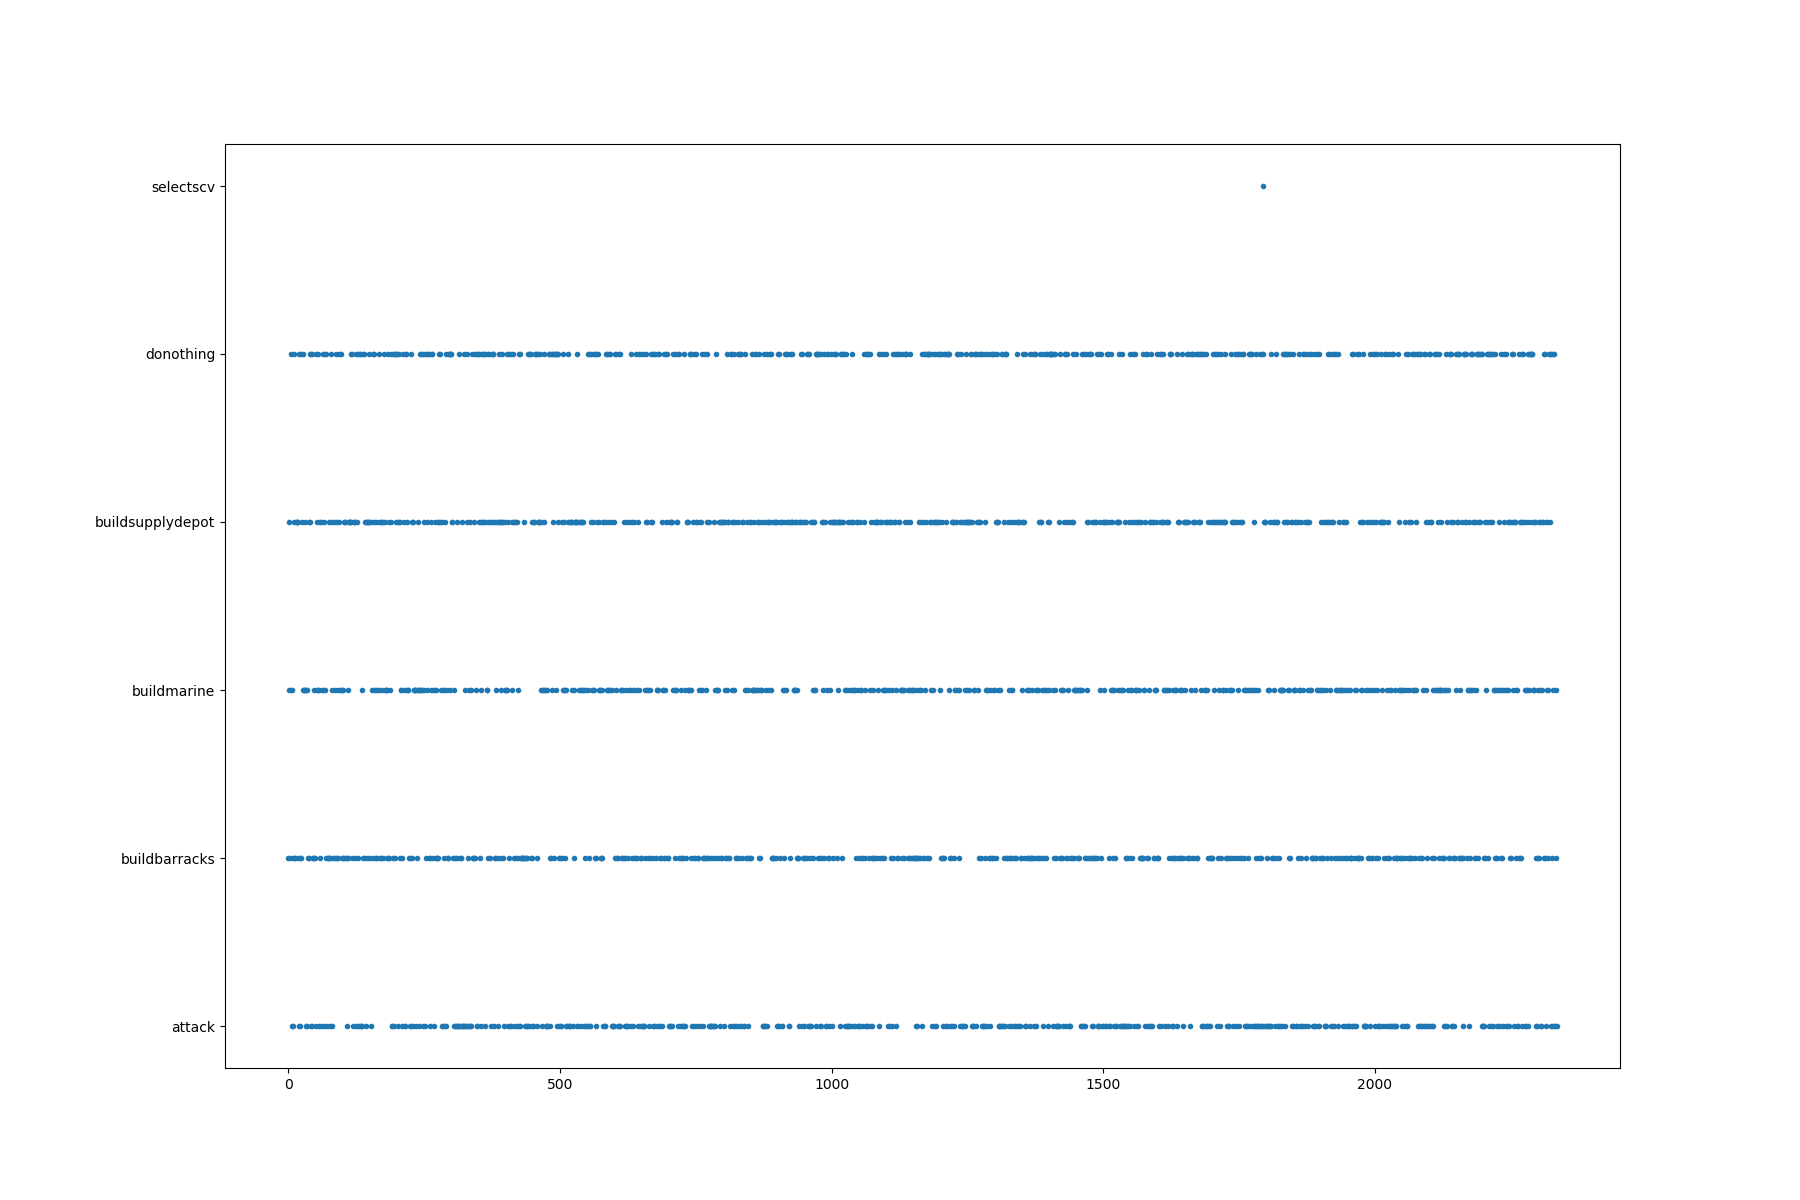 selectscv
donothing
buildsupplydepot
buildmarine
buildbarracks
attack
0 500 1000 1500 2000